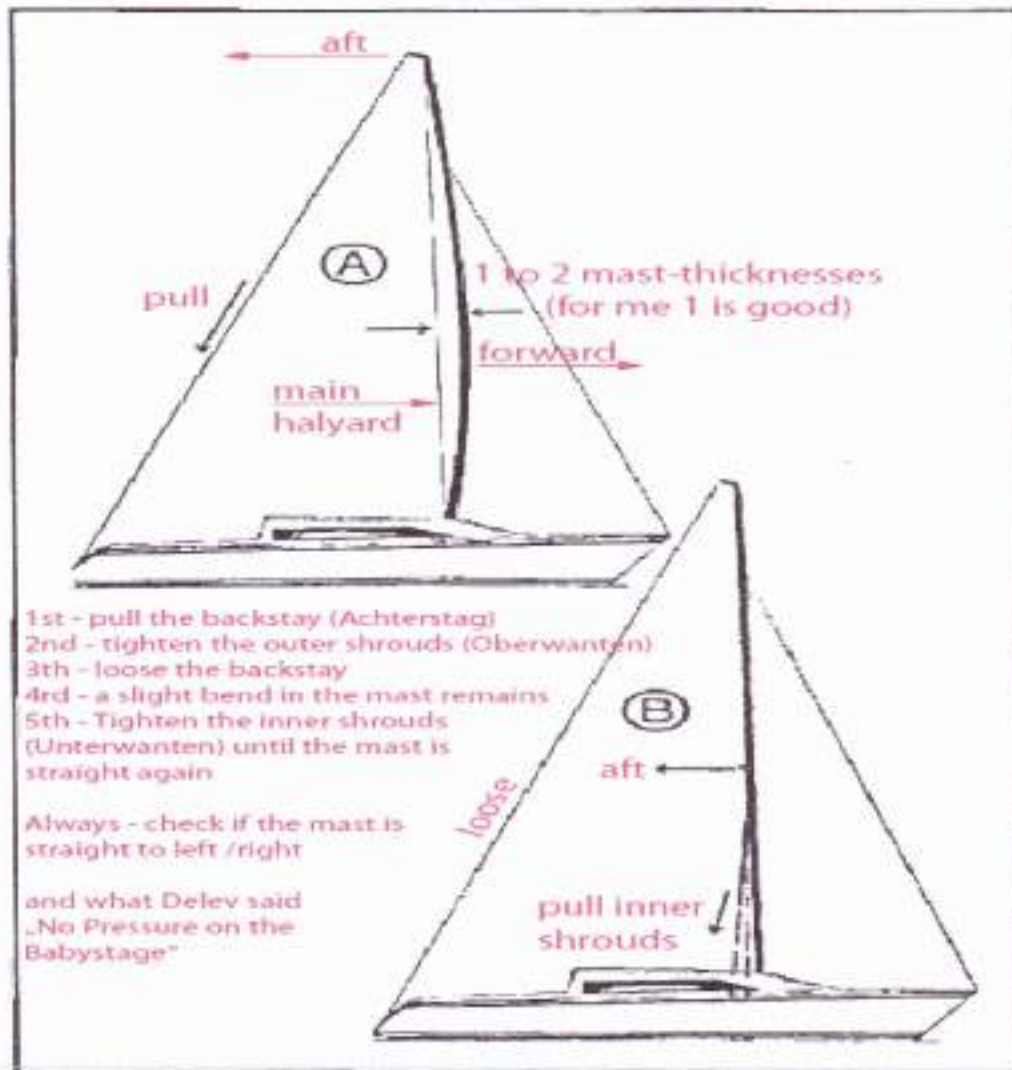 aft
A
pull
1 to 2 mast-thicknesses
(for me 1 is good)
forward
main
halyard
1st - pull the backstay (Achterstag)
2nd - tighten the outer shrouds (Oberwanten)
3th - loose the backstay
4rd - a slight bend in the mast remains
5th - Tighten the inner shrouds
(Unterwanten) until the mast is
straight again
Always - check if the mast is
straight to left /right
and what Delev said
„No Pressure on the
Babystage"
B
aft
loose
pull inner
shrouds